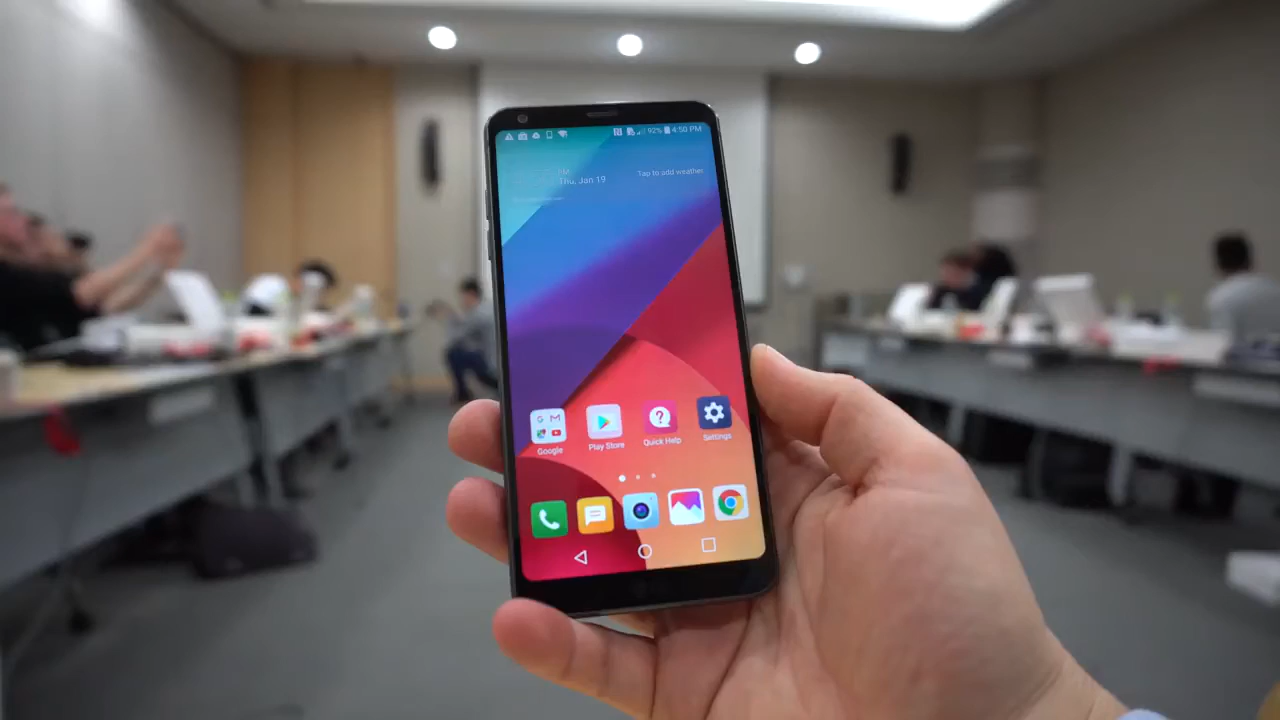 92% 4:50 PM
Thu, Jan 19
Tap to add weather
Google
Play Store
Quick Help
Settings